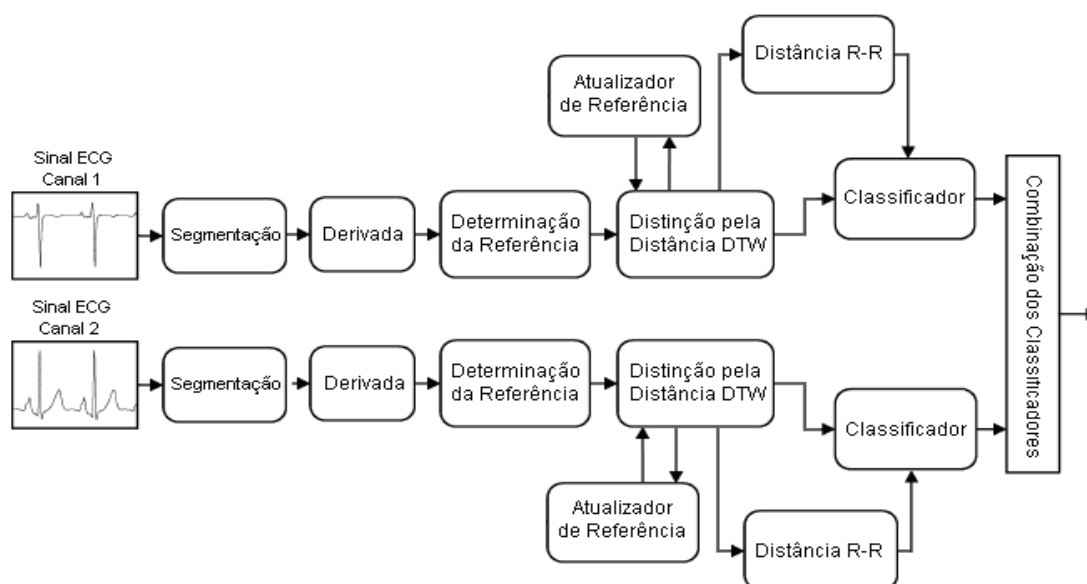 Distância R-R
Atualizador
de Referência
Sinal ECG
Canal 1
Segmentação
Derivada
Determinação
da Referência
Distinção pela
Distância DTW
Classificador
Combinação dos Classificadores
Sinal ECG
Canal 2
Segmentação
Derivada
Determinação
da Referência
Distinção pela
Distância DTW
Classificador
Atualizador
de Referência
Distância R-R